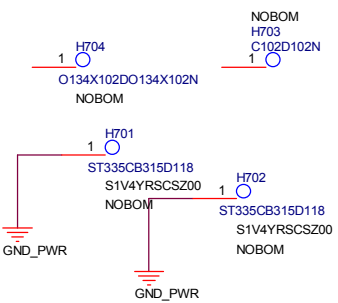 NOBOM
H704
H703
1
C102D102N
1
O134X102DO134X102N
NOBOM
H701
1
ST335CB315D118
S1V4YRSCSZ00
NOBOM
H702
1
ST335CB315D118
S1V4YRSCSZ00
NOBOM
GND_PWR
GND_PWR